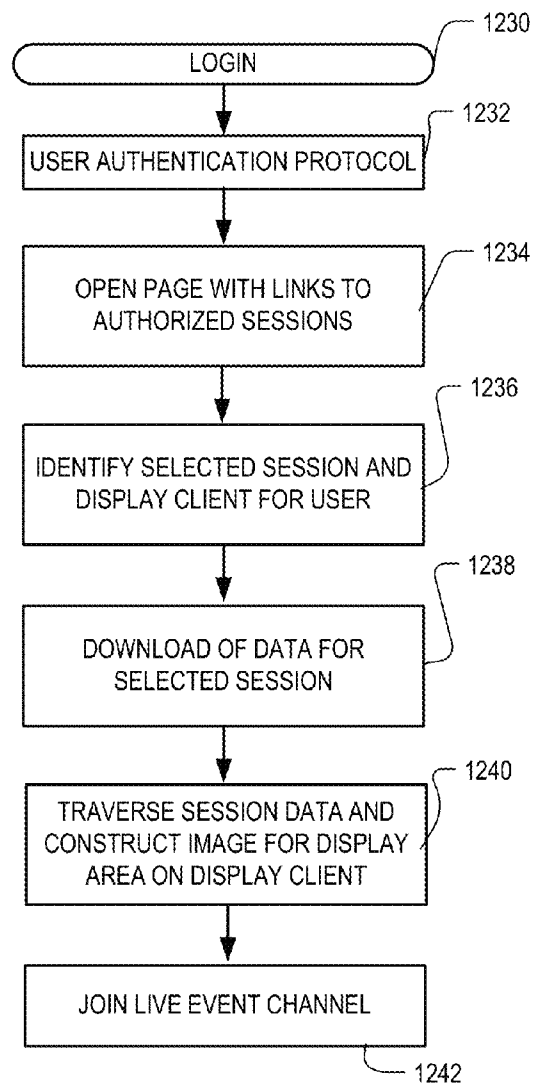 1230
LOGIN
1232
USER AUTHENTICATION PROTOCOL
1234
OPEN PAGE WITH LINKS TO
AUTHORIZED SESSIONS
1236
IDENTIFY SELECTED SESSION AND
DISPLAY CLIENT FOR USER
1238
DOWNLOAD OF DATA FOR
SELECTED SESSION
1240
TRAVERSE SESSION DATA AND
CONSTRUCT IMAGE FOR DISPLAY
AREA ON DISPLAY CLIENT
JOIN LIVE EVENT CHANNEL
1242